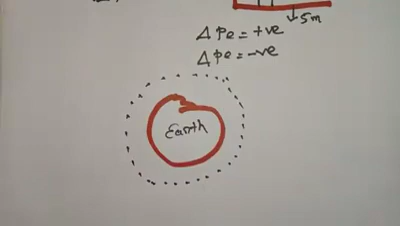 ↓5m
ΔPe = +ve
ΔPe = -ve
Earth